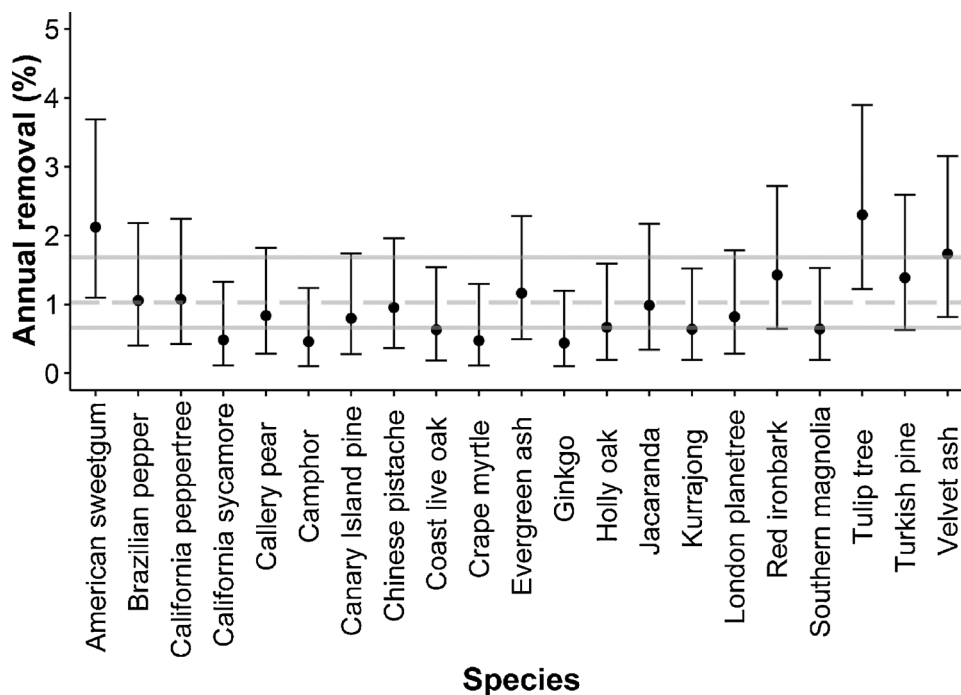 Annual removal (%)
5
4
3
2
1
0
American sweetgum
Brazilian pepper
California peppertree
California sycamore
Callery pear
Camphor
Canary Island pine
Chinese pistache
Coast live oak
Crape myrtle
Evergreen ash
Ginkgo
Holly oak
Jacaranda
Kurrajong
London planetree
Red ironbark
Southern magnolia
Tulip tree
Turkish pine
Velvet ash
Species